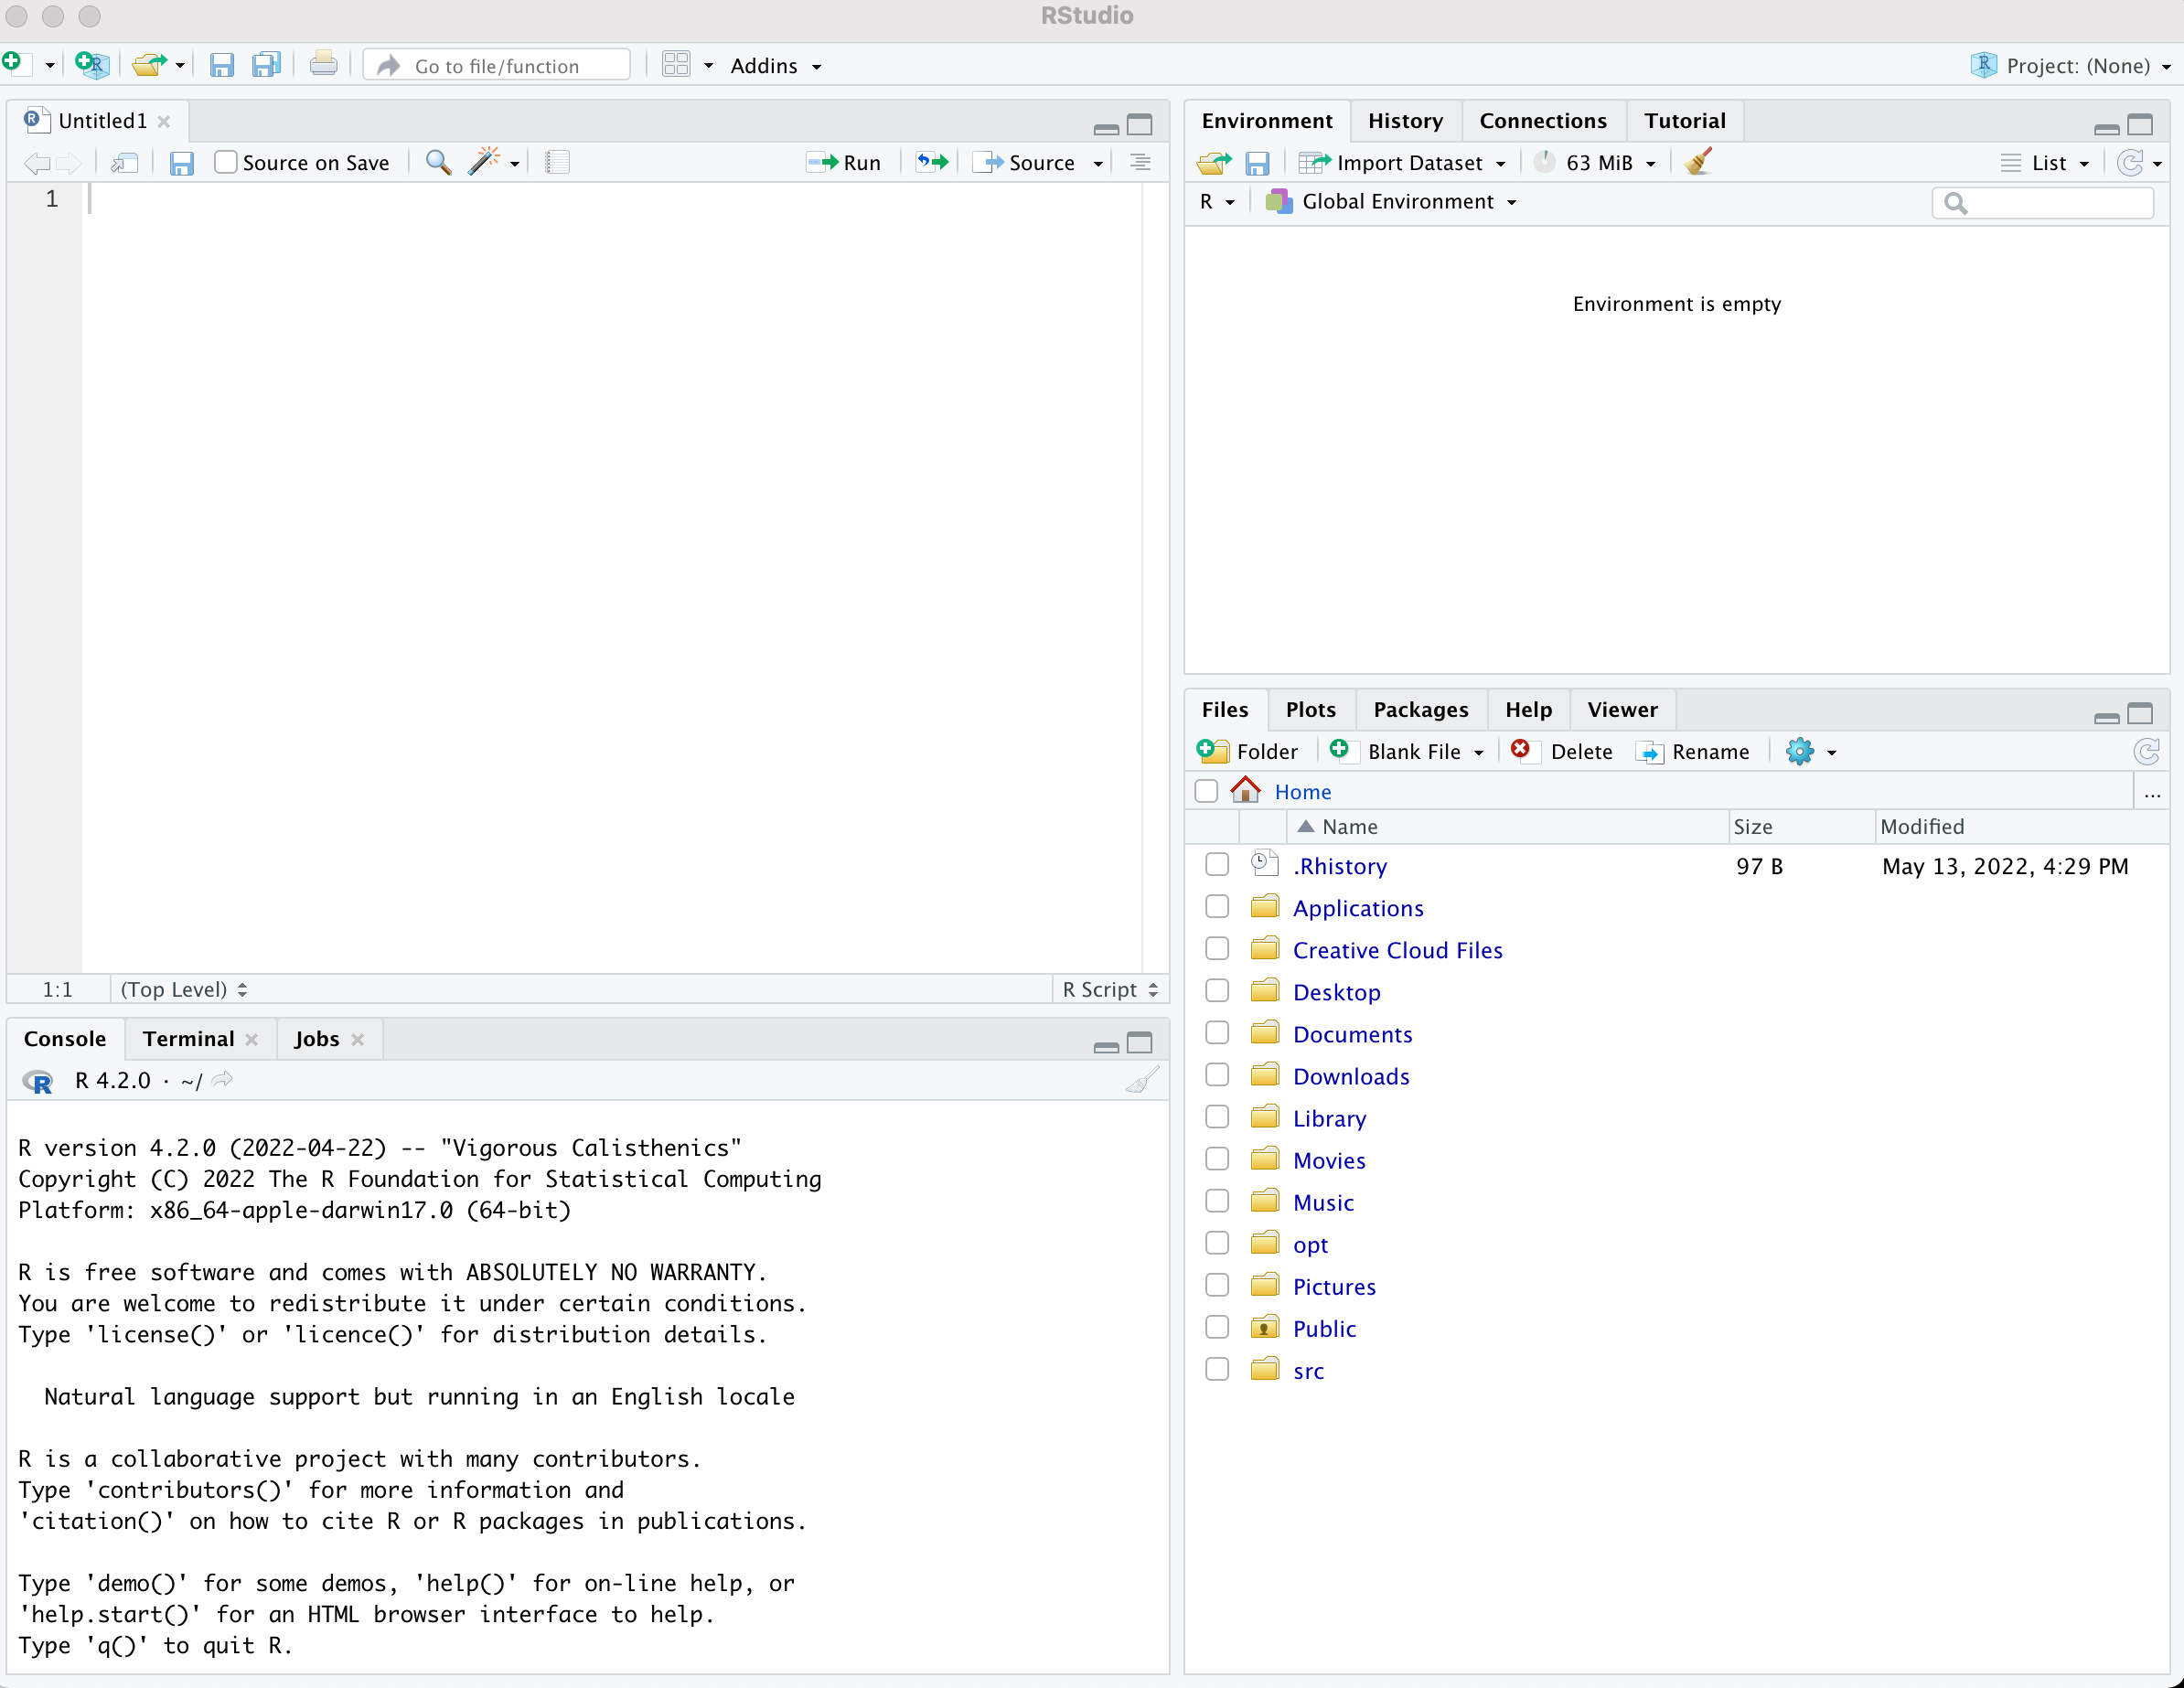 RStudio
Go to file/function Addins Project: (None)
Untitled1
Source on Save Run Source
1
1:1 (Top Level) R Script
Console Terminal Jobs
R 4.2.0 · ~/
R version 4.2.0 (2022-04-22) -- "Vigorous Calisthenics"
Copyright (C) 2022 The R Foundation for Statistical Computing
Platform: x86_64-apple-darwin17.0 (64-bit)
R is free software and comes with ABSOLUTELY NO WARRANTY.
You are welcome to redistribute it under certain conditions.
Type 'license()' or 'licence()' for distribution details.
Natural language support but running in an English locale
R is a collaborative project with many contributors.
Type 'contributors()' for more information and
'citation()' on how to cite R or R packages in publications.
Type 'demo()' for some demos, 'help()' for on-line help, or
'help.start()' for an HTML browser interface to help.
Type 'q()' to quit R.
Environment History Connections Tutorial
Import Dataset 63 MiB List
R Global Environment
Environment is empty
Files Plots Packages Help Viewer
Folder Blank File Delete Rename
Home ...
Name Size Modified
.Rhistory 97 B May 13, 2022, 4:29 PM
Applications
Creative Cloud Files
Desktop
Documents
Downloads
Library
Movies
Music
opt
Pictures
Public
src